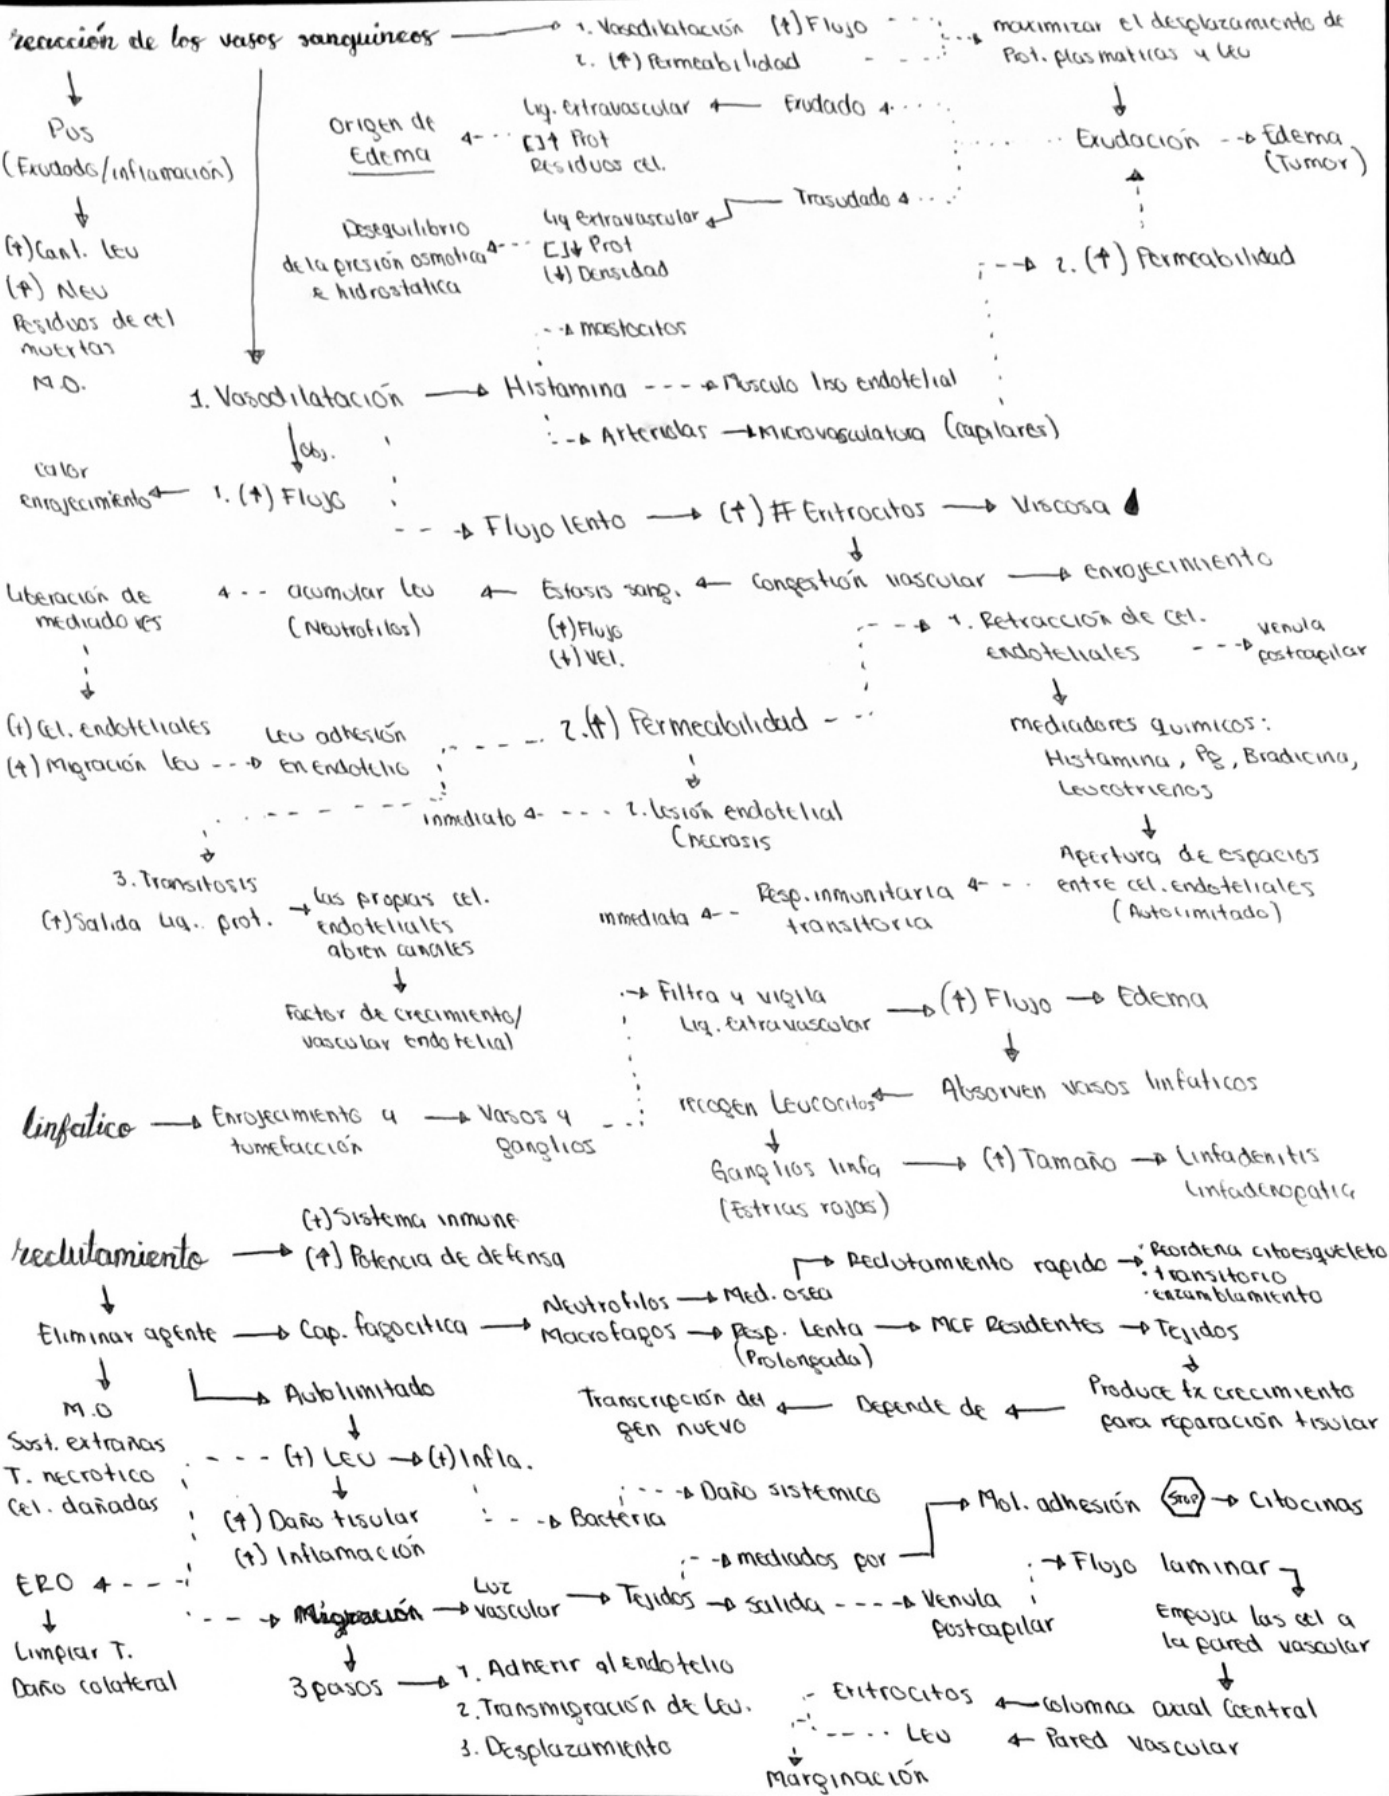 reacción de los vasos sanguineos
1. Vasodilatación (↑) Flujo
2. (↑) Permeabilidad
maximizar el desplazamiento de
Prot. plasmaticas y leu
Pus
(Exudado/inflamación)
(+) Cant. leu
(↑) Neu
Residuos de cel
muertas
M.O.
Origen de
Edema
Liq. extravascular
[]↑ Prot
Residuos cel.
Exudado
Exudación
Edema
(Tumor)
Desequilibrio
de la presión osmotica
e hidrostatica
Liq extravascular
[]↓ Prot
(↓) Densidad
Trasudado
2. (↑) Permeabilidad
mastocitos
1. Vasodilatación
Histamina
Musculo liso endotelial
Arteriolas
Microvasculatura (capilares)
Obj.
calor
enrojecimiento
1. (↑) Flujo
Flujo lento
(↑) # Eritrocitos
Viscosa
Liberación de
mediadores
acumular leu
(Neutrofilos)
Estasis sang.
(↑) Flujo
(↓) Vel.
Congestión vascular
enrojecimiento
1. Retracción de cel.
endoteliales
venula
postcapilar
(+) Cel. endoteliales
(↑) Migración leu
Leu adhesión
En endotelio
2. (↑) Permeabilidad
mediadores quimicos:
Histamina, Pg, Bradicina,
Leucotrienos
inmediato
2. Lesión endotelial
(necrosis
3. Transitosis
(↑) Salida Liq. prot.
las propias cel.
endoteliales
abren canales
inmediata
Resp. inmunitaria
transitoria
Apertura de espacios
entre cel. endoteliales
(Autolimitado)
Factor de crecimiento/
vascular endotelial
Filtra y vigila
Liq. extravascular
(↑) Flujo
Edema
linfatico
Enrojecimiento y
tumefacción
Vasos y
ganglios
recogen Leucocitos
Absorven vasos linfaticos
Ganglios linfa
(Estrias rojas)
(↑) Tamaño
Linfadenitis
Linfadenopatia
reclutamiento
(+) Sistema inmune
(↑) Potencia de defensa
Eliminar agente
Cap. fagocitica
Neutrofilos
Macrofagos
Med. osea
Resp. Lenta
(Prolongada)
Reclutamiento rapido
· Reordena citoesqueleto
· transitorio
· enzamblamiento
MCF Residentes
Tejidos
Autolimitado
Transcripción del
gen nuevo
Depende de
Produce fx crecimiento
para reparación tisular
M.O
Sust. extrañas
T. necrotico
Cel. dañadas
(+) LEU
(+) Infla.
(↑) Daño tisular
(↑) Inflamación
Bacteria
Daño sistemico
Mol. adhesión
STOP
Citocinas
ERO
Limpiar T.
Daño colateral
Migración
Luz
vascular
Tejidos
salida
mediados por
Venula
postcapilar
Flujo laminar
Empuja las cel a
la pared vascular
3 pasos
1. Adherir al endotelio
2. Transmigración de leu.
3. Desplazamiento
Eritrocitos
Columna axial (central
Leu
Pared vascular
Marginación